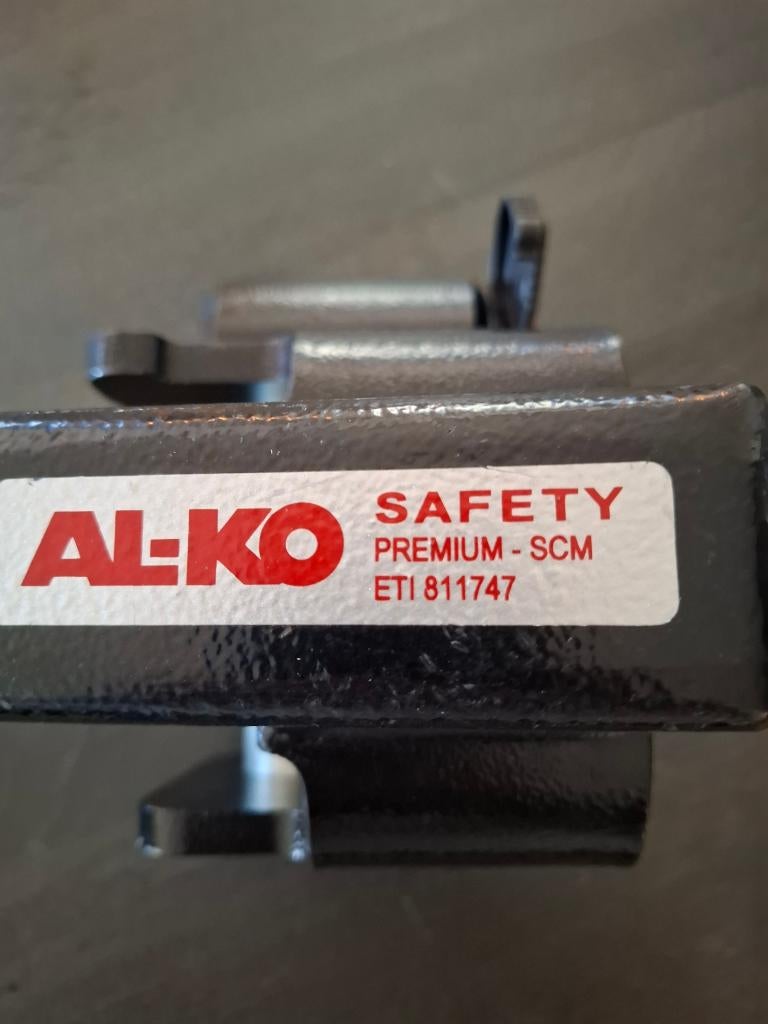 AL-KO
SAFETY
PREMIUM - SCM
ETI 811747